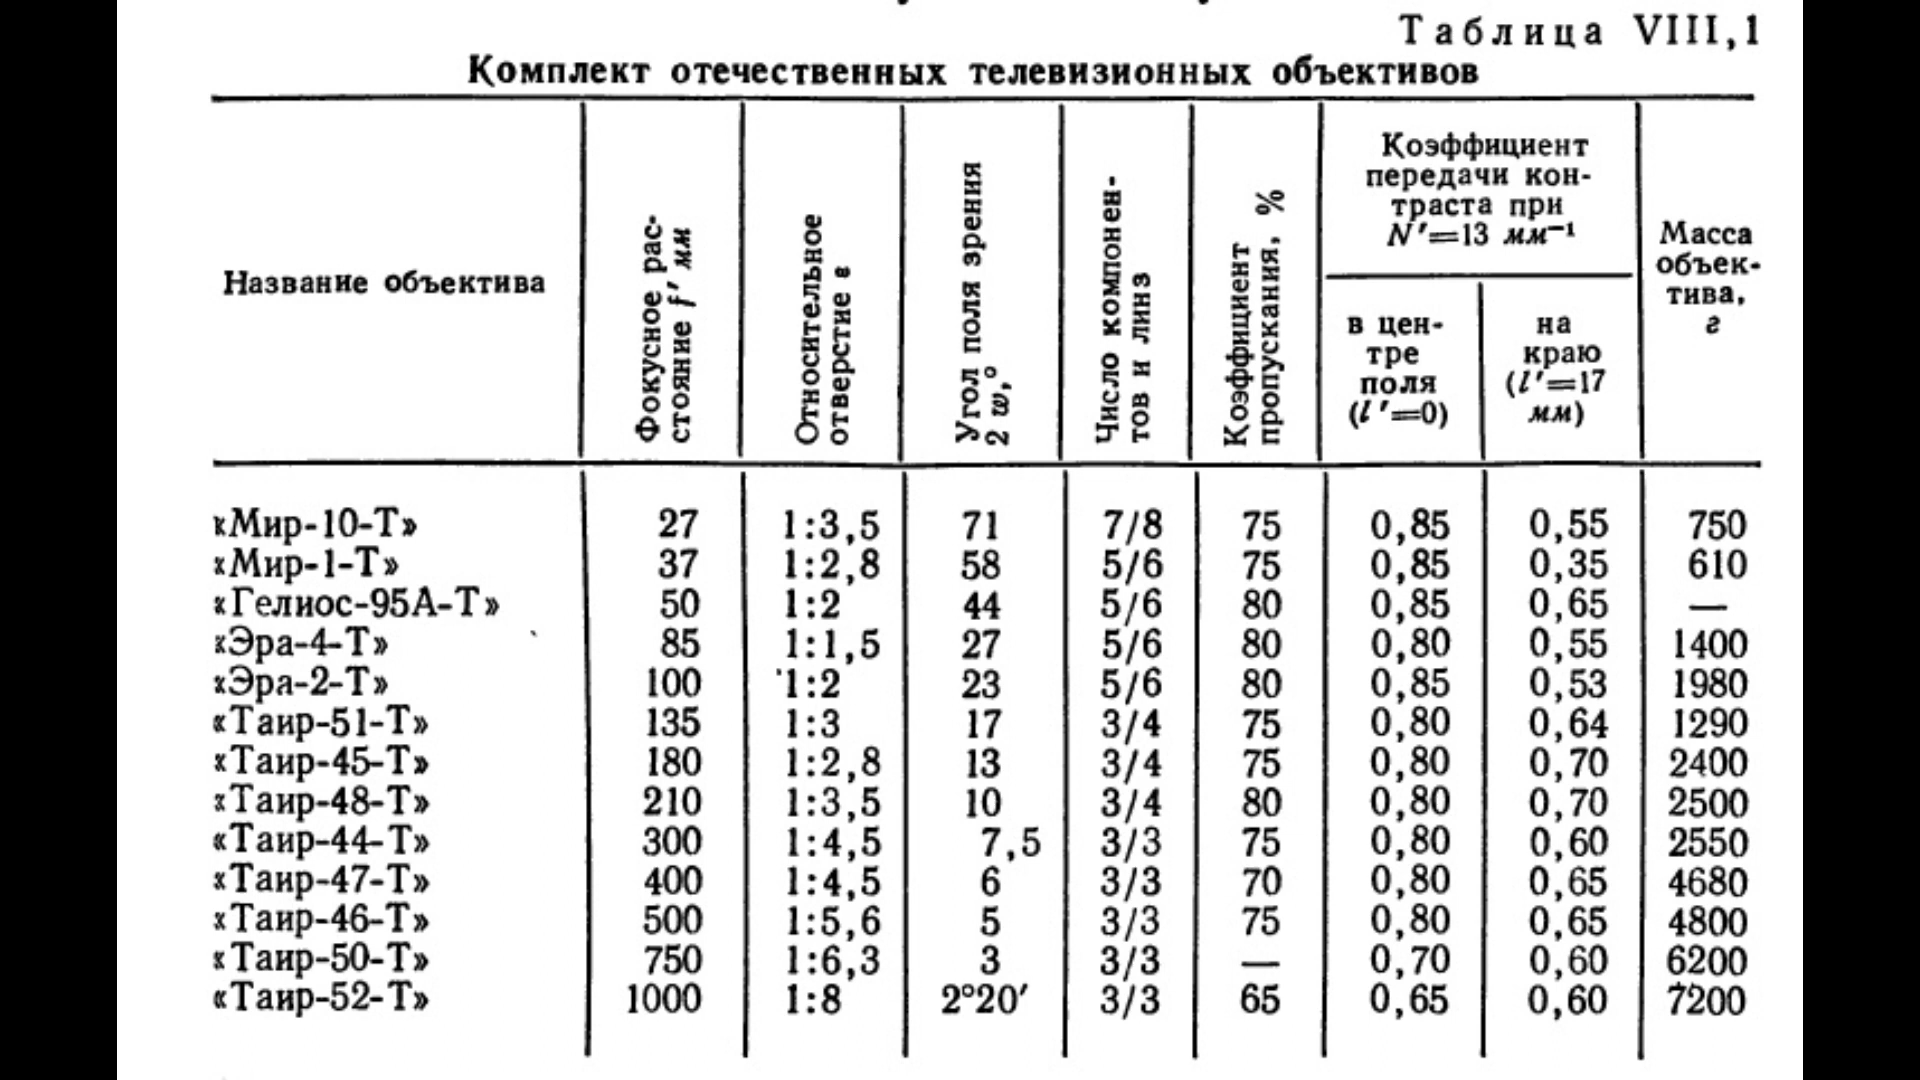 Таблица VIII,1
Комплект отечественных телевизионных объективов
Название объектива
Фокусное рас-
стояние f′ мм
Относительное
отверстие ε
Угол поля зрения
2 w,°
Число компонен-
тов и линз
Коэффициент
пропускания, %
Коэффициент
передачи кон-
траста при
N′=13 мм⁻¹
в цен-
тре
поля
(l′=0)
на
краю
(l′=17
мм)
Масса
объек-
тива,
г
«Мир-10-Т» 27 1:3,5 71 7/8 75 0,85 0,55 750
«Мир-1-Т» 37 1:2,8 58 5/6 75 0,85 0,35 610
«Гелиос-95А-Т» 50 1:2 44 5/6 80 0,85 0,65 —
«Эра-4-Т» 85 1:1,5 27 5/6 80 0,80 0,55 1400
«Эра-2-Т» 100 1:2 23 5/6 80 0,85 0,53 1980
«Таир-51-Т» 135 1:3 17 3/4 75 0,80 0,64 1290
«Таир-45-Т» 180 1:2,8 13 3/4 75 0,80 0,70 2400
«Таир-48-Т» 210 1:3,5 10 3/4 80 0,80 0,70 2500
«Таир-44-Т» 300 1:4,5 7,5 3/3 75 0,80 0,60 2550
«Таир-47-Т» 400 1:4,5 6 3/3 70 0,80 0,65 4680
«Таир-46-Т» 500 1:5,6 5 3/3 75 0,80 0,65 4800
«Таир-50-Т» 750 1:6,3 3 3/3 — 0,70 0,60 6200
«Таир-52-Т» 1000 1:8 2°20′ 3/3 65 0,65 0,60 7200